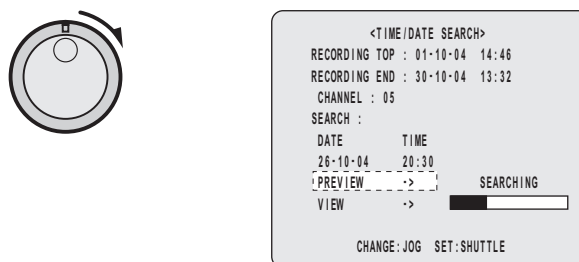 <TIME/DATE SEARCH>
RECORDING TOP : 01-10-04 14:46
RECORDING END : 30-10-04 13:32
CHANNEL : 05
SEARCH :
DATE TIME
26-10-04 20:30
PREVIEW -> SEARCHING
VIEW ->
CHANGE:JOG SET:SHUTTLE